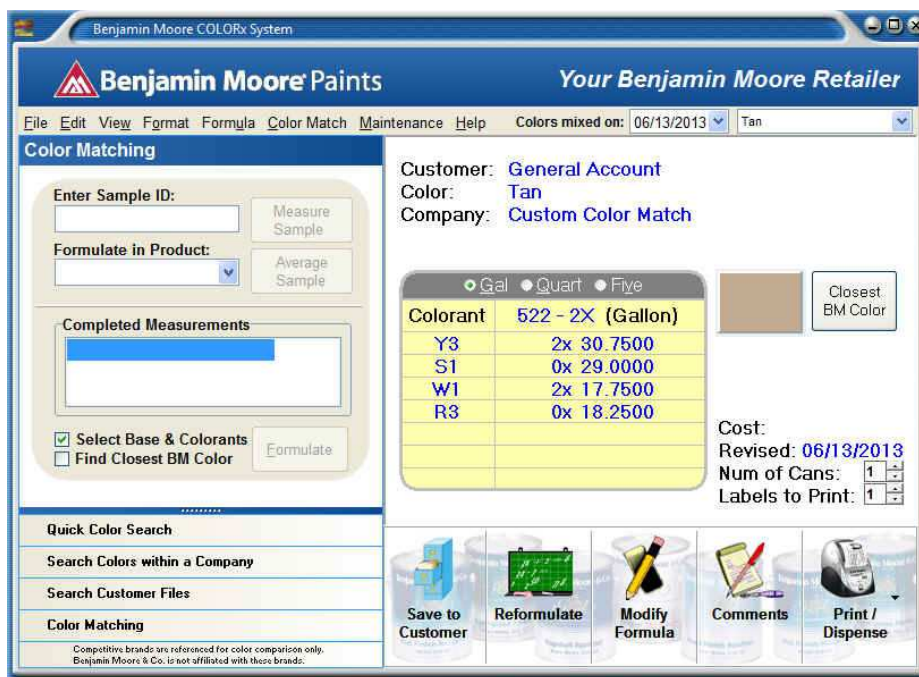 Benjamin Moore COLORx System
Benjamin Moore Paints
Your Benjamin Moore Retailer
File Edit View Format Formula Color Match Maintenance Help Colors mixed on: 06/13/2013 Tan
Color Matching
Enter Sample ID:
Measure
Sample
Formulate in Product:
Average
Sample
Completed Measurements
Select Base & Colorants
Find Closest BM Color
Formulate
Quick Color Search
Search Colors within a Company
Search Customer Files
Color Matching
Competitive brands are referenced for color comparison only.
Benjamin Moore & Co. is not affiliated with these brands.
Customer: General Account
Color: Tan
Company: Custom Color Match
Gal Quart Five
Colorant 522 - 2X (Gallon)
Y3 2x 30.7500
S1 0x 29.0000
W1 2x 17.7500
R3 0x 18.2500
Closest
BM Color
Cost:
Revised: 06/13/2013
Num of Cans: 1
Labels to Print: 1
Save to
Customer
Reformulate
Modify
Formula
Comments
Print /
Dispense